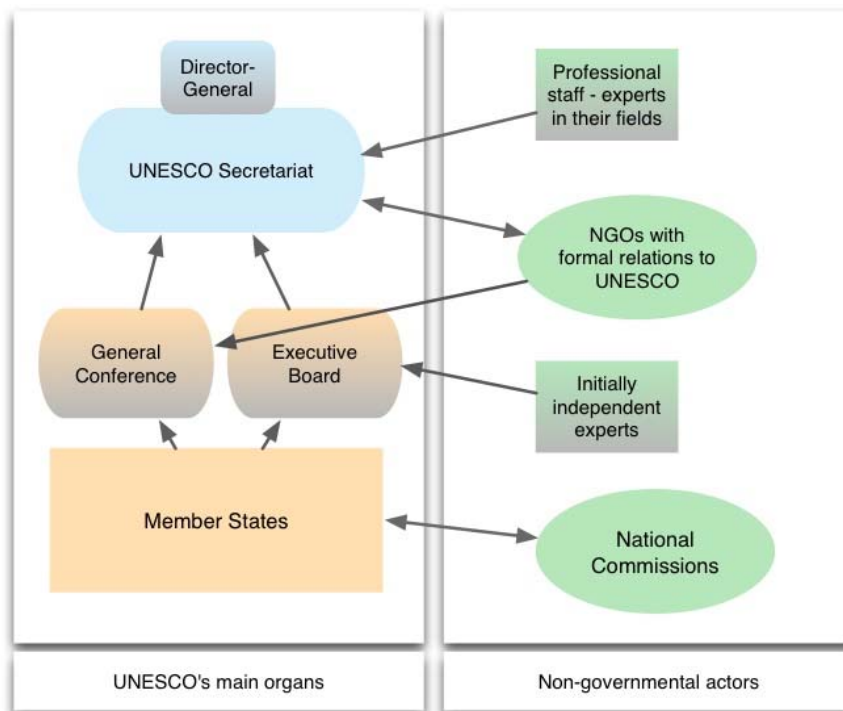 Director-
General
UNESCO Secretariat
General
Conference
Executive
Board
Member States
UNESCO's main organs
Professional
staff - experts
in their fields
NGOs with
formal relations to
UNESCO
Initially
independent
experts
National
Commissions
Non-governmental actors